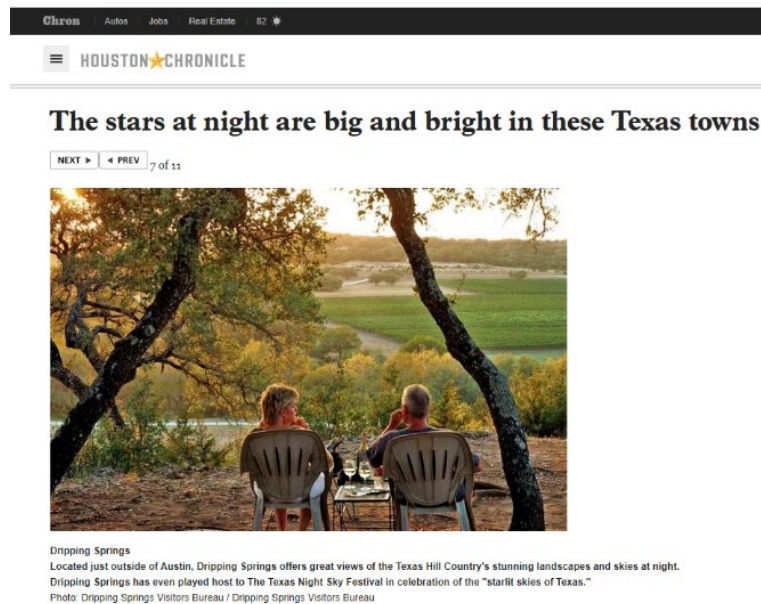 Chron Autos Jobs Real Estate 82
HOUSTON CHRONICLE
The stars at night are big and bright in these Texas towns
NEXT PREV 7 of 11
Dripping Springs
Located just outside of Austin, Dripping Springs offers great views of the Texas Hill Country's stunning landscapes and skies at night.
Dripping Springs has even played host to The Texas Night Sky Festival in celebration of the "starlit skies of Texas."
Photo: Dripping Springs Visitors Bureau / Dripping Springs Visitors Bureau